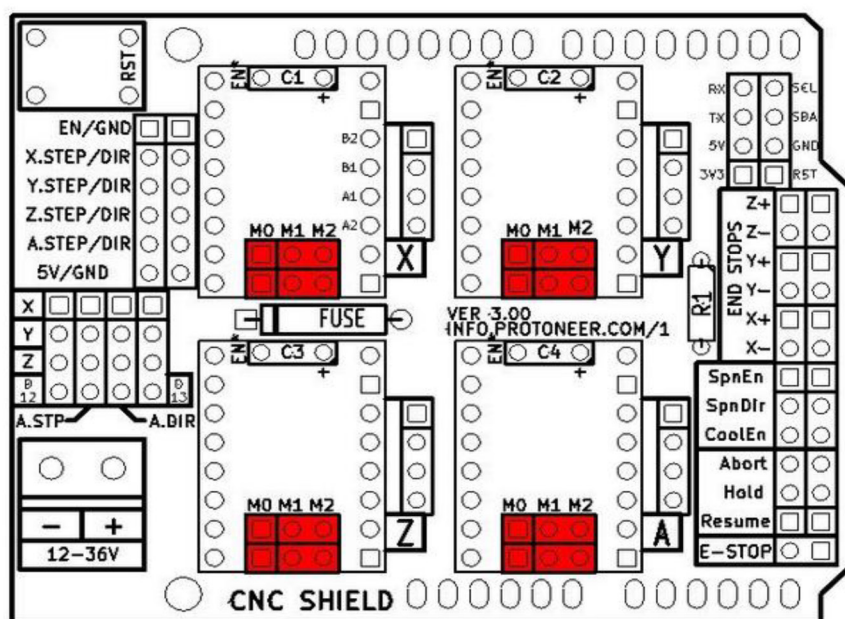 RST
EN/GND
X.STEP/DIR
Y.STEP/DIR
Z.STEP/DIR
A.STEP/DIR
5V/GND
X
Y
Z
D
12
D
13
A.STP
A.DIR
- +
12-36V
EN*
C1
+
B2
B1
A1
A2
M0 M1 M2
X
EN*
C2
+
M0 M1 M2
Y
FUSE
VER 3.00
INFO.PROTONEER.COM/1
R1
EN*
C3
+
M0 M1 M2
Z
EN*
C4
+
M0 M1 M2
A
RX SCL
TX SDA
5V GND
3V3 RST
END STOPS
Z+
Z-
Y+
Y-
X+
X-
SpnEn
SpnDir
CoolEn
Abort
Hold
Resume
E-STOP
CNC SHIELD